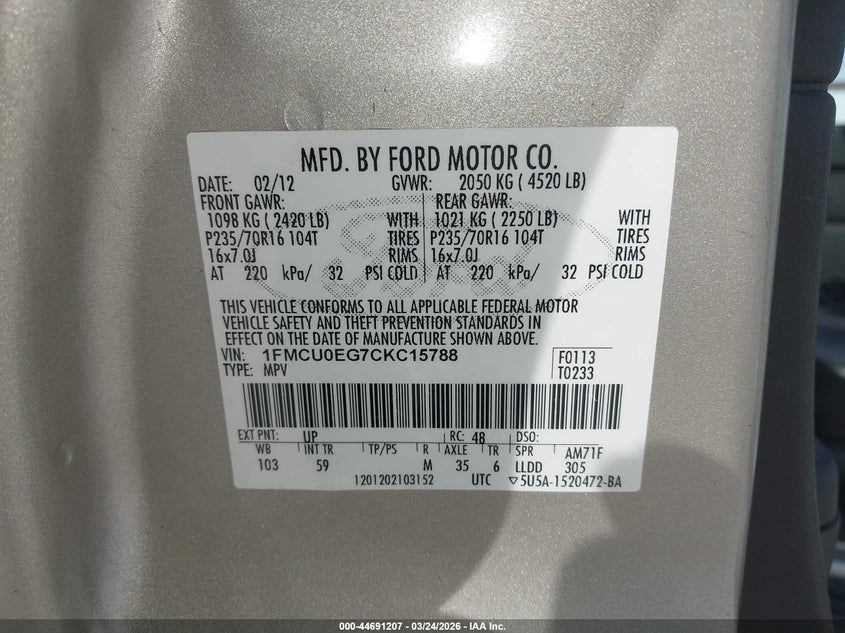 MFD. BY FORD MOTOR CO.
DATE: 02/12 GVWR: 2050 KG ( 4520 LB)
FRONT GAWR: REAR GAWR:
1098 KG ( 2420 LB) WITH 1021 KG ( 2250 LB) WITH
P235/70R16 104T TIRES P235/70R16 104T TIRES
16x7.0J RIMS 16x7.0J RIMS
AT 220 kPa/ 32 PSI COLD AT 220 kPa/ 32 PSI COLD
Ford
THIS VEHICLE CONFORMS TO ALL APPLICABLE FEDERAL MOTOR
VEHICLE SAFETY AND THEFT PREVENTION STANDARDS IN
EFFECT ON THE DATE OF MANUFACTURE SHOWN ABOVE.
VIN: 1FMCU0EG7CKC15788 F0113
TYPE: MPV T0233
EXT PNT: UP RC: 48 DSO:
WB INT TR TP/PS R AXLE TR SPR AM71F
103 59 M 35 6 LLDD 305
1201202103152 UTC ▽5U5A-1520472-BA
000-44691207 - 03/24/2026 - IAA Inc.